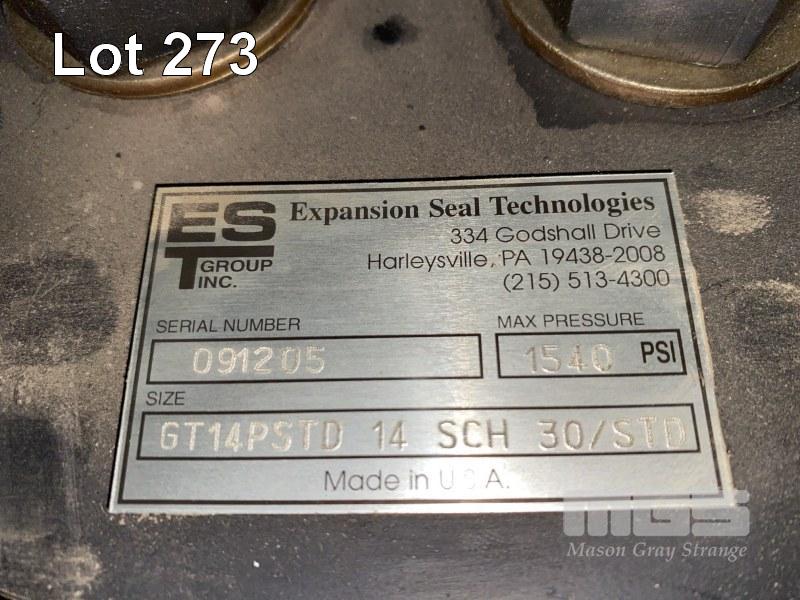 Lot 273
EST GROUP INC.
Expansion Seal Technologies
334 Godshall Drive
Harleysville, PA 19438-2008
(215) 513-4300
SERIAL NUMBER
091205
MAX PRESSURE
1540 PSI
SIZE
GT14PSTD 14 SCH 30/STD
Made in U.S.A.
MGS
Mason Gray Strange